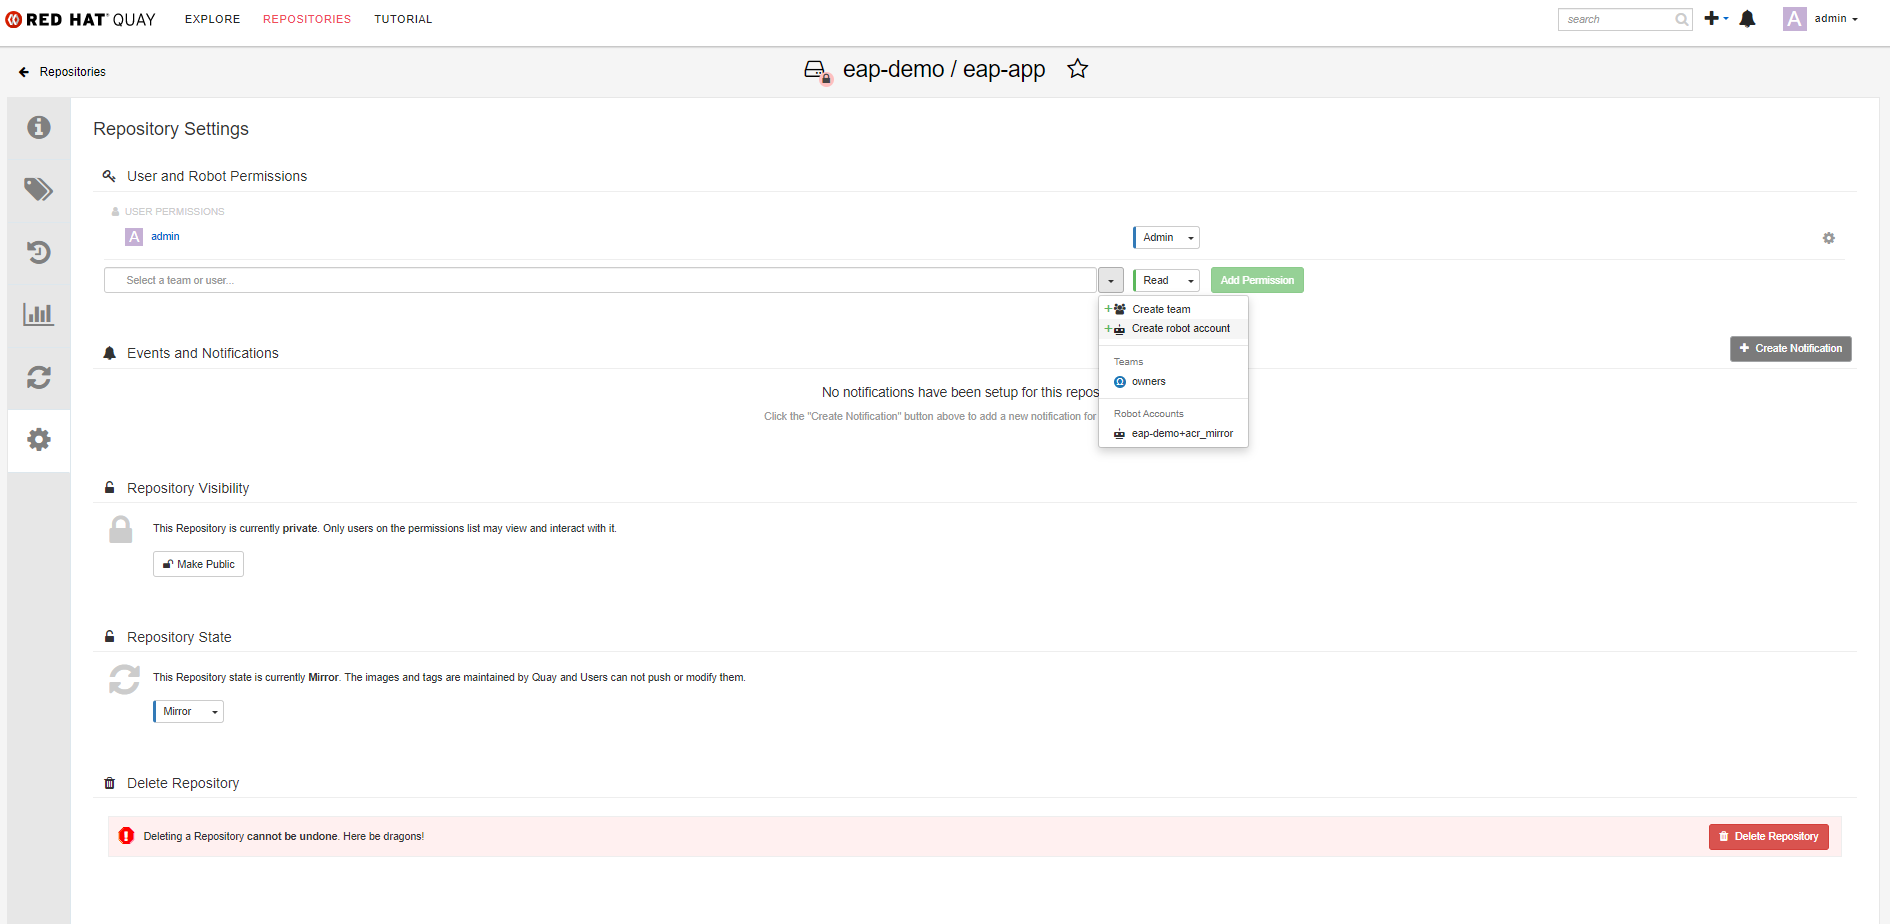 RED HAT QUAY EXPLORE REPOSITORIES TUTORIAL search A admin
Repositories eap-demo / eap-app
Repository Settings
User and Robot Permissions
USER PERMISSIONS
A admin Admin
Select a team or user... Read Add Permission
Create team
Create robot account
Teams
owners
Robot Accounts
eap-demo+acr_mirror
Events and Notifications Create Notification
No notifications have been setup for this repos
Click the "Create Notification" button above to add a new notification for
Repository Visibility
This Repository is currently private. Only users on the permissions list may view and interact with it.
Make Public
Repository State
This Repository state is currently Mirror. The images and tags are maintained by Quay and Users can not push or modify them.
Mirror
Delete Repository
Deleting a Repository cannot be undone. Here be dragons! Delete Repository